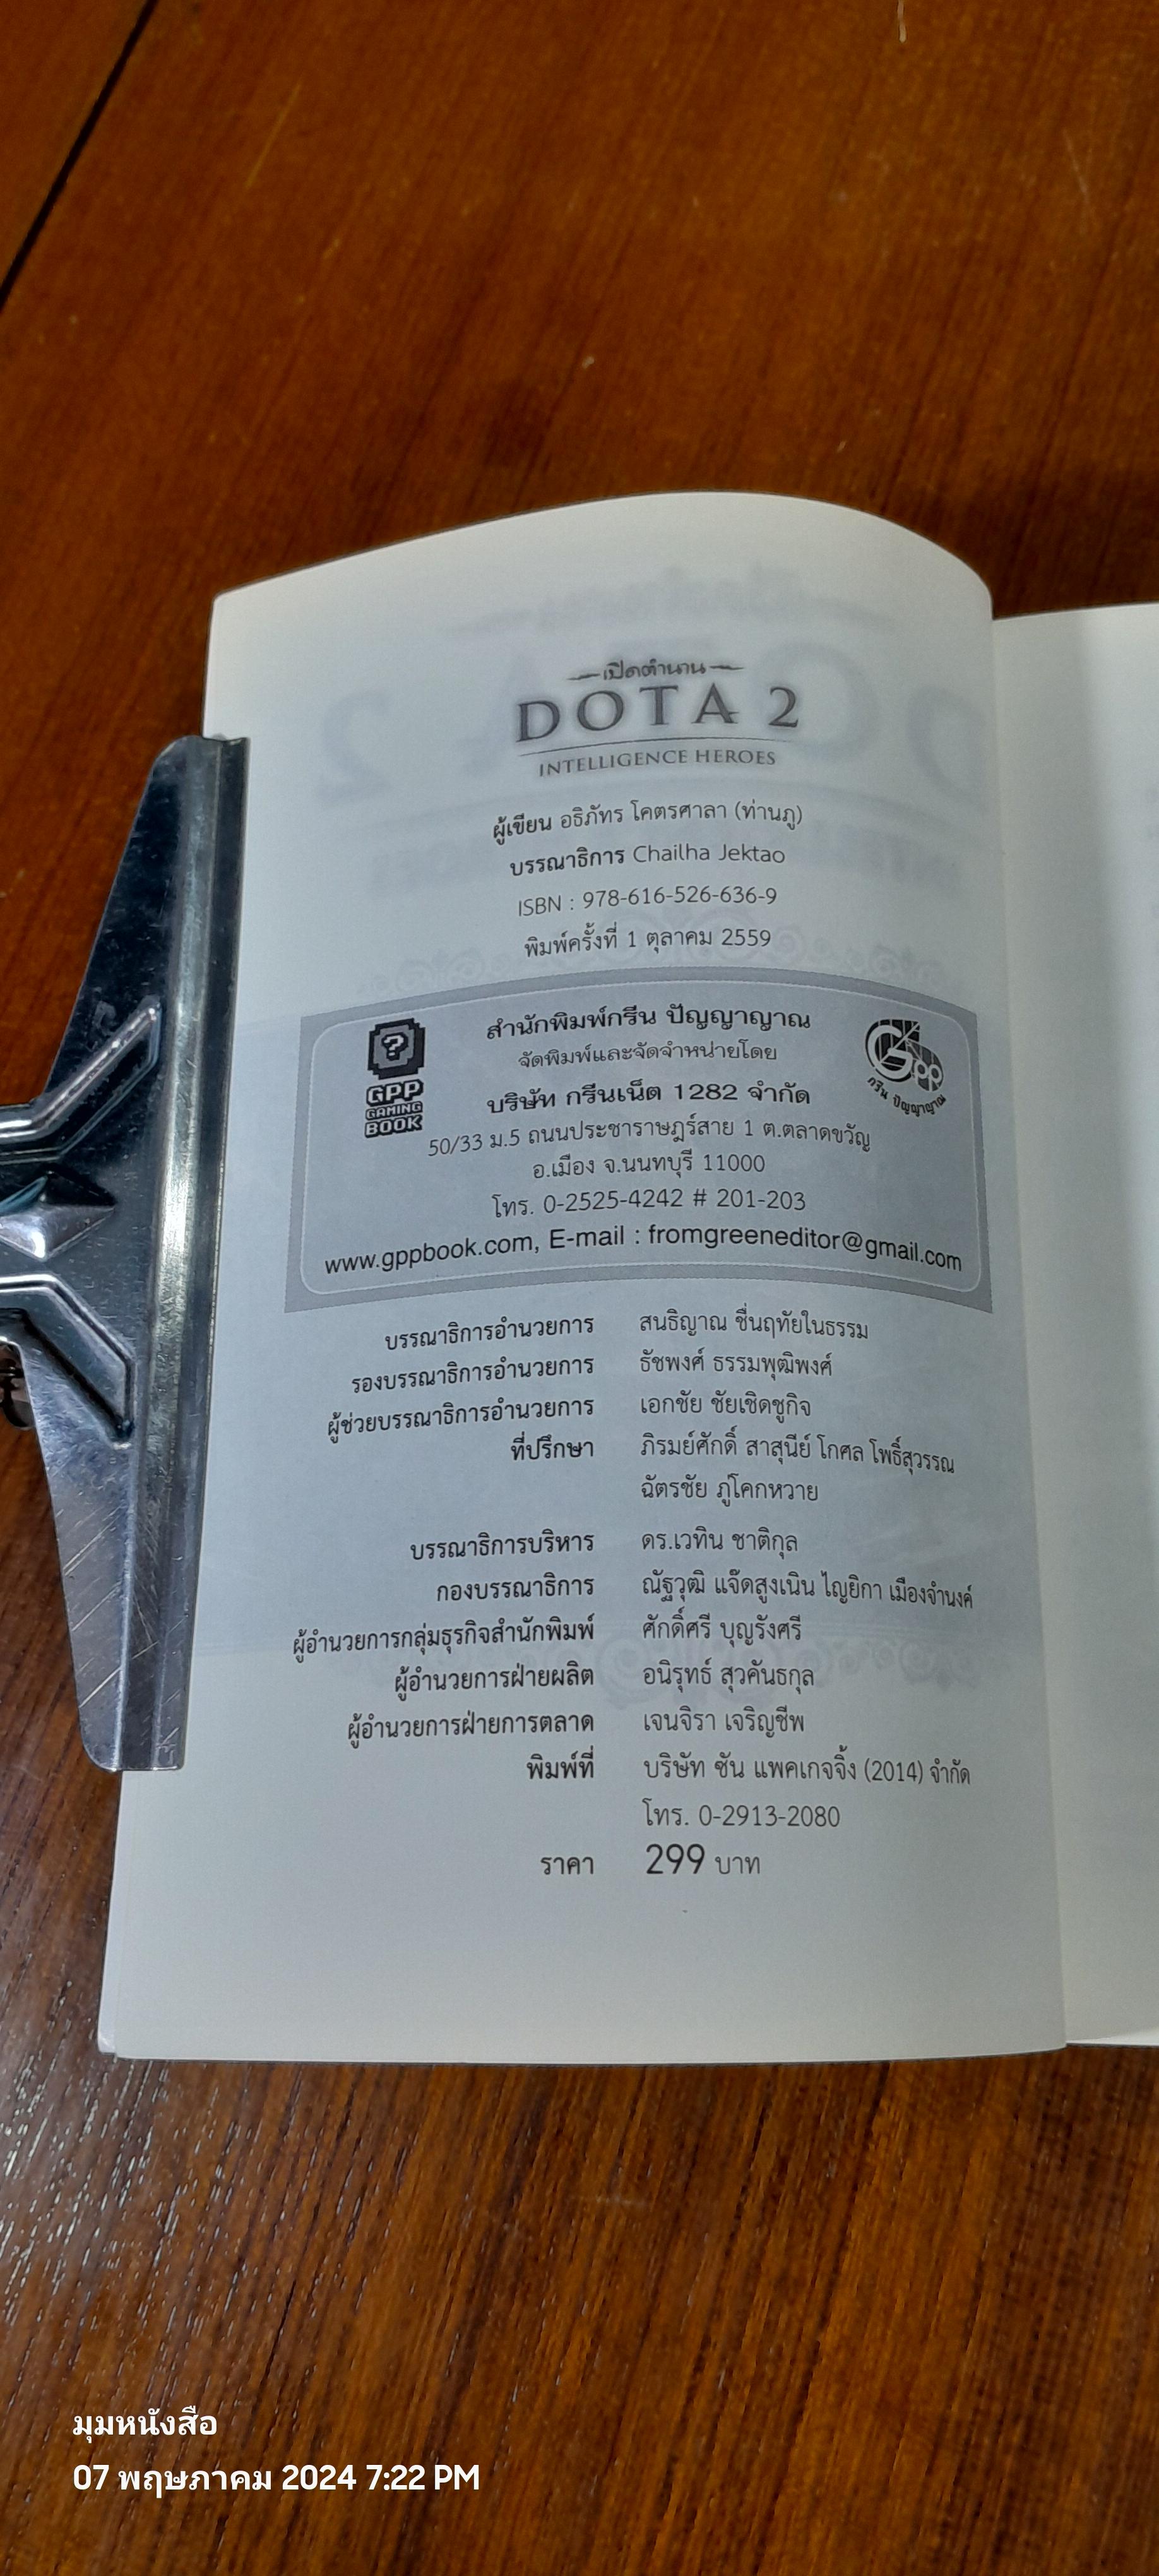 เปิดตำนาน
DOTA 2
INTELLIGENCE HEROES
ผู้เขียน อธิภัทร โคตรศาลา (ท่านภู)
บรรณาธิการ Chailha Jektao
ISBN : 978-616-526-636-9
พิมพ์ครั้งที่ 1 ตุลาคม 2559
สำนักพิมพ์กรีน ปัญญาญาณ
จัดพิมพ์และจัดจำหน่ายโดย
บริษัท กรีนเน็ต 1282 จำกัด
50/33 ม.5 ถนนประชาราษฎร์สาย 1 ต.ตลาดขวัญ
อ.เมือง จ.นนทบุรี 11000
โทร. 0-2525-4242 # 201-203
www.gppbook.com, E-mail : fromgreeneditor@gmail.com
?
GPP
GAMING
BOOK
Gpp
กรีน ปัญญาญาณ
บรรณาธิการอำนวยการ สนธิญาณ ชื่นฤทัยในธรรม
รองบรรณาธิการอำนวยการ ธัชพงศ์ ธรรมพุฒิพงศ์
ผู้ช่วยบรรณาธิการอำนวยการ เอกชัย ชัยเชิดชูกิจ
ที่ปรึกษา ภิรมย์ศักดิ์ สาสุนีย์ โกศล โพธิ์สุวรรณ
ฉัตรชัย ภู่โคกหวาย
บรรณาธิการบริหาร ดร.เวทิน ชาติกุล
กองบรรณาธิการ ณัฐวุฒิ แจ๊ดสูงเนิน ไญยิกา เมืองจำนงค์
ผู้อำนวยการกลุ่มธุรกิจสำนักพิมพ์ ศักดิ์ศรี บุญรังศรี
ผู้อำนวยการฝ่ายผลิต อนิรุทธ์ สุวคันธกุล
ผู้อำนวยการฝ่ายการตลาด เจนจิรา เจริญชีพ
พิมพ์ที่ บริษัท ซัน แพคเกจจิ้ง (2014) จำกัด
โทร. 0-2913-2080
ราคา 299 บาท
มุมหนังสือ
07 พฤษภาคม 2024 7:22 PM